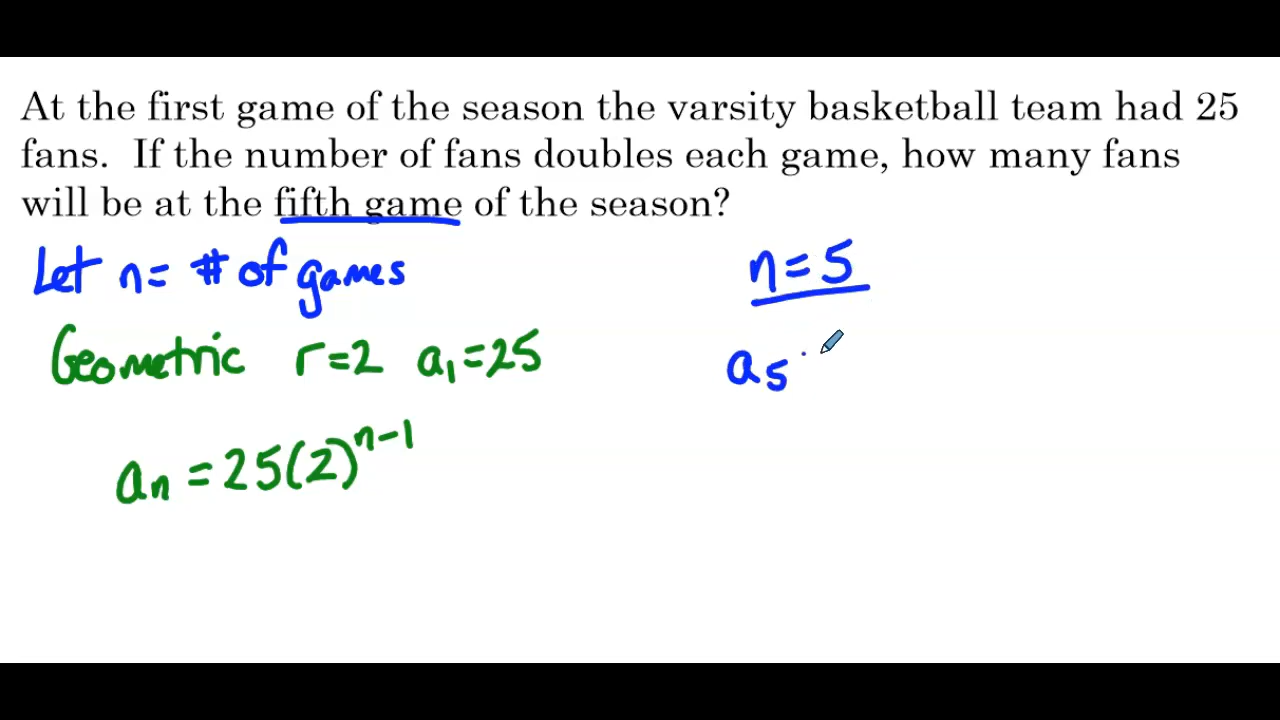 At the first game of the season the varsity basketball team had 25
fans. If the number of fans doubles each game, how many fans
will be at the fifth game of the season?
Let n = # of games
n = 5
Geometric r = 2 a₁ = 25
a₅
aₙ = 25(2)ⁿ⁻¹